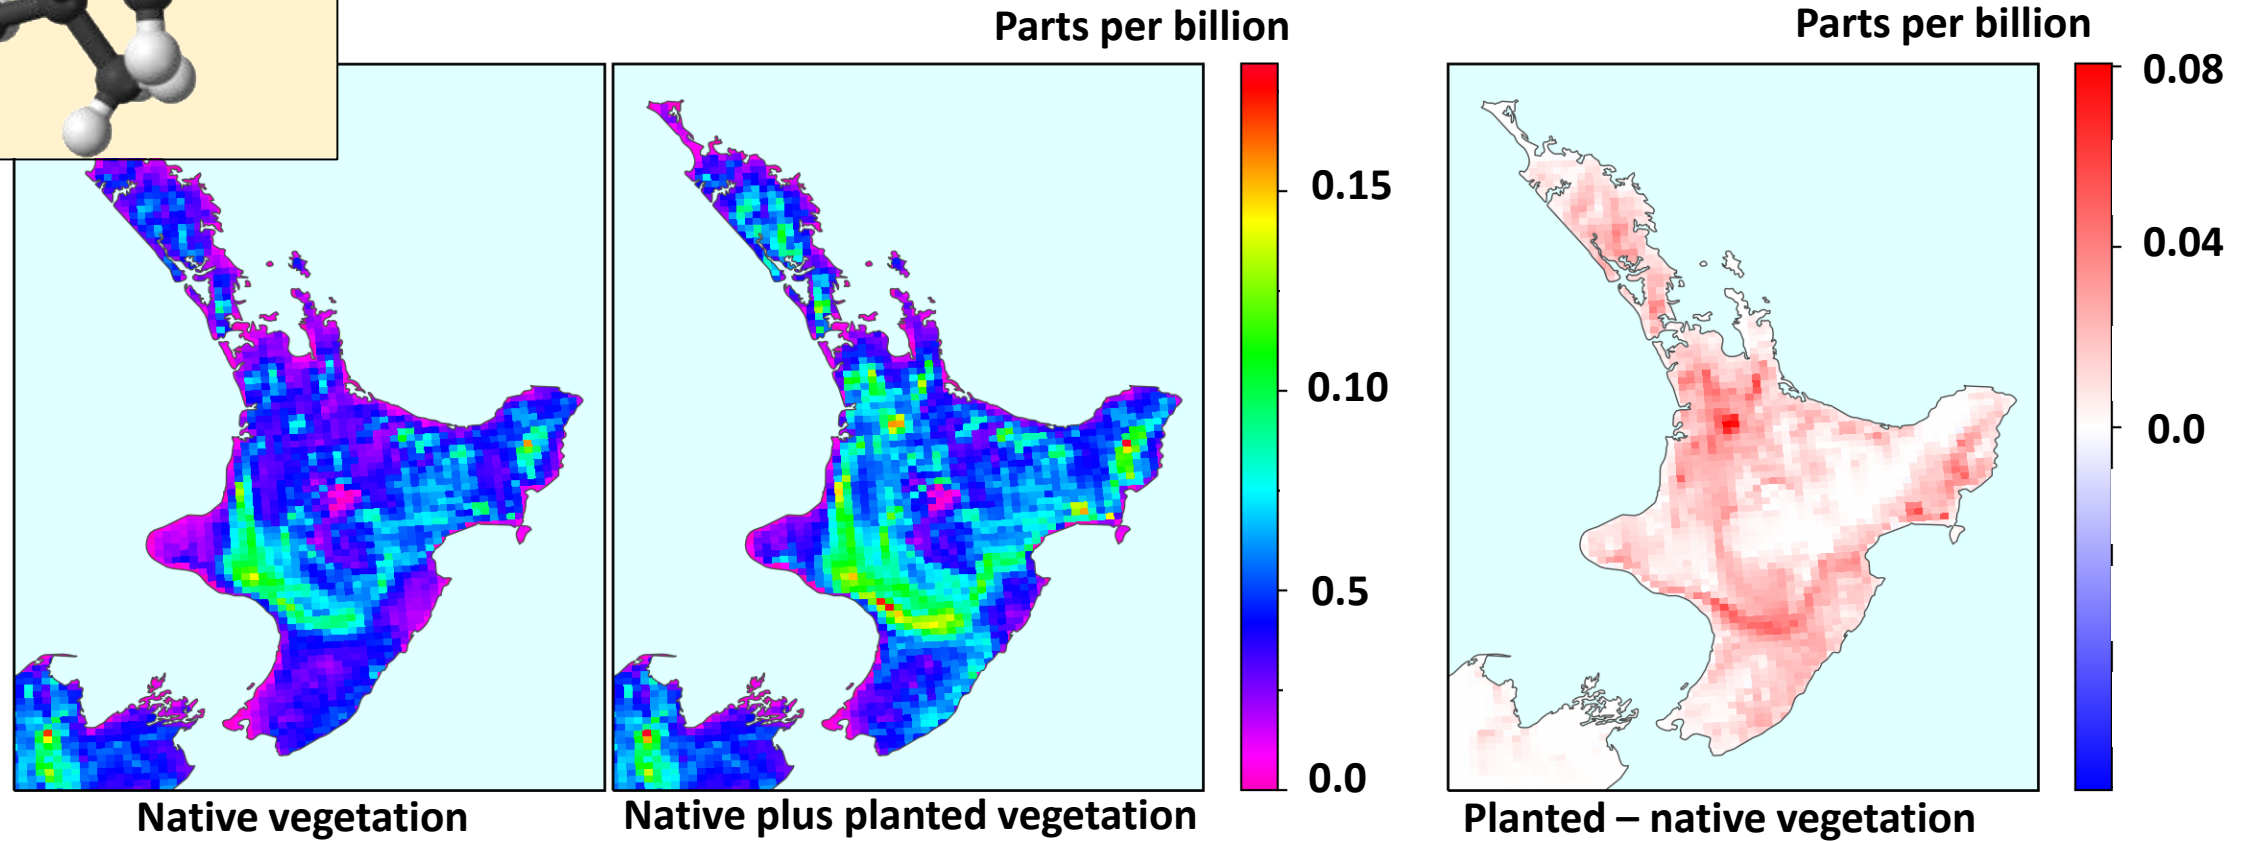 Parts per billion
Parts per billion
0.15
0.10
0.5
0.0
0.08
0.04
0.0
Native vegetation
Native plus planted vegetation
Planted – native vegetation